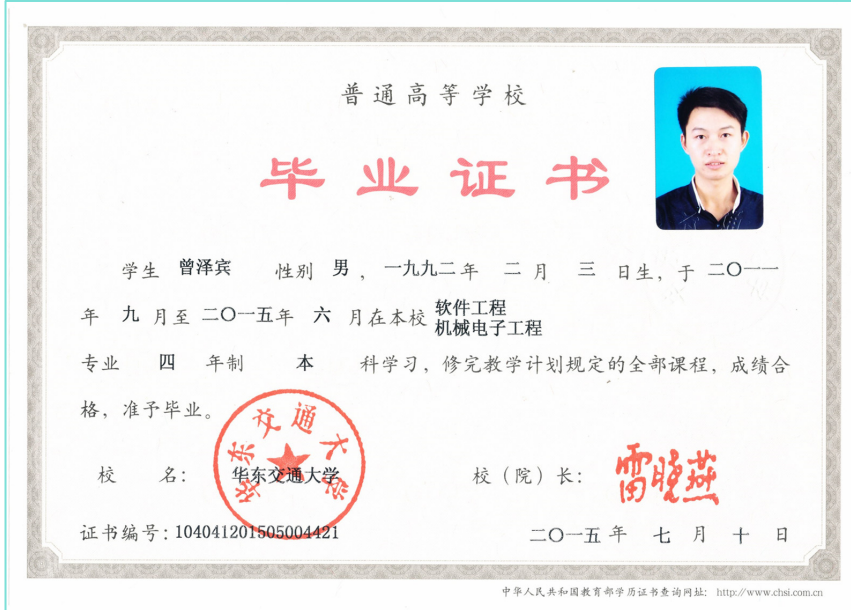 普通高等学校
毕业证书
学生 曾泽宾 性别 男 ，一九九二年 二 月 三 日生，于 二〇一一
年 九 月至 二〇一五年 六 月在本校 软件工程
机械电子工程
专业 四 年制 本 科学习，修完教学计划规定的全部课程，成绩合
格，准予毕业。
华东交通大学
校 名： 华东交通大学 校（院）长： 雷晓燕
证书编号：104041201505004421 二〇一五年 七 月 十 日
中华人民共和国教育部学历证书查询网址： http://www.chsi.com.cn